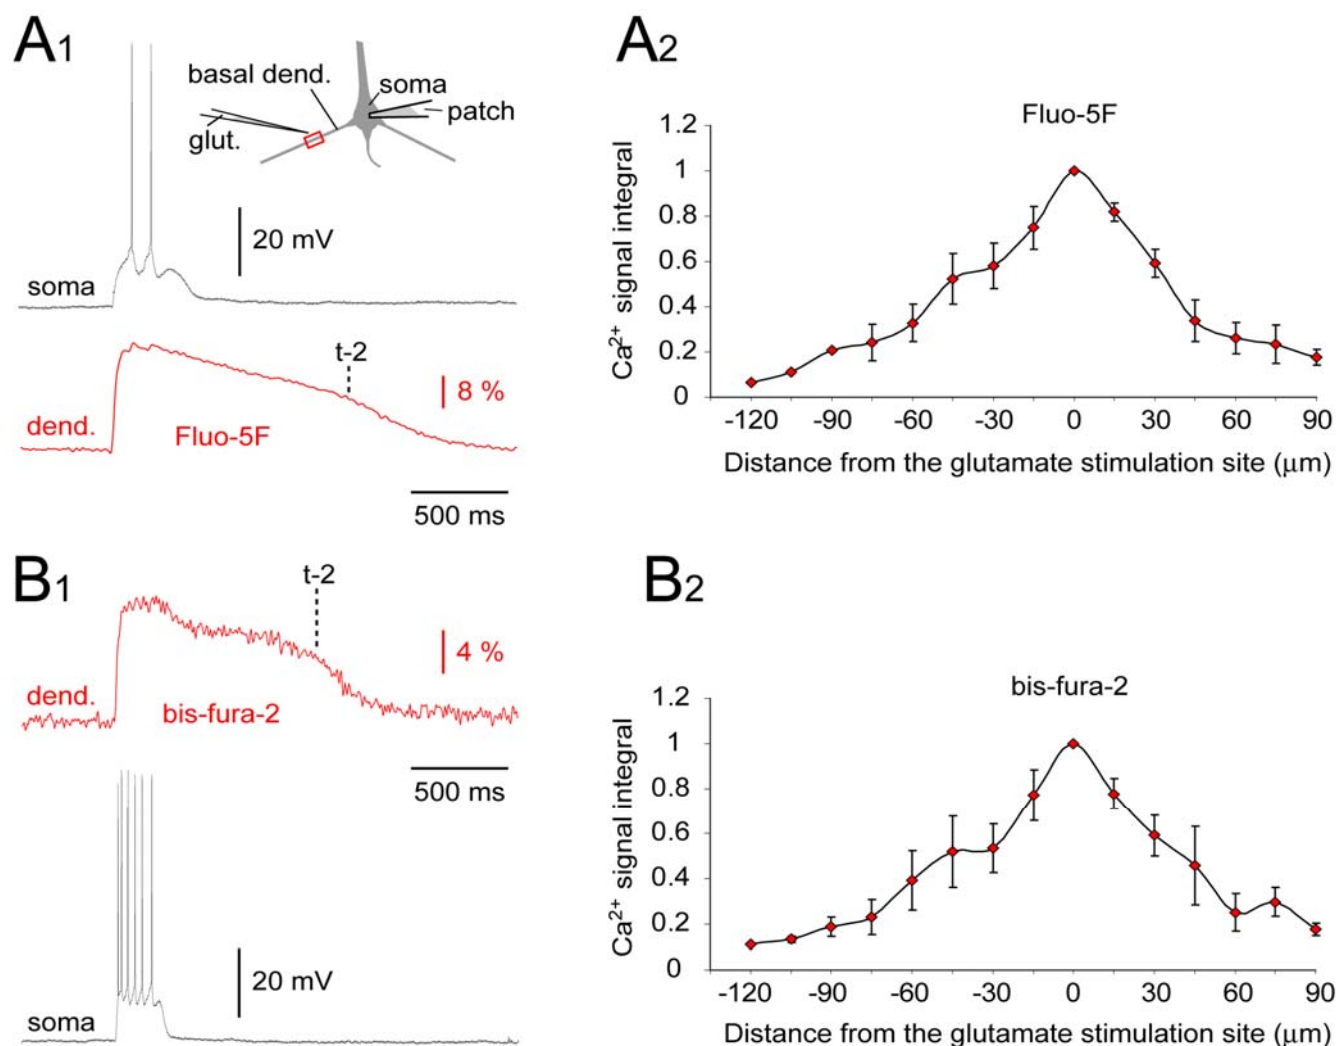 A1
basal dend.
soma
patch
glut.
20 mV
soma
t-2
8 %
dend.
Fluo-5F
500 ms
A2
Fluo-5F
1.2
1
0.8
0.6
0.4
0.2
0
Ca2+ signal integral
-120 -90 -60 -30 0 30 60 90
Distance from the glutamate stimulation site (μm)
B1
t-2
4 %
dend.
bis-fura-2
500 ms
20 mV
soma
B2
bis-fura-2
1.2
1
0.8
0.6
0.4
0.2
0
Ca2+ signal integral
-120 -90 -60 -30 0 30 60 90
Distance from the glutamate stimulation site (μm)